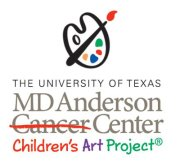 THE UNIVERSITY OF TEXAS
MD Anderson
Cancer Center
Children's Art Project®